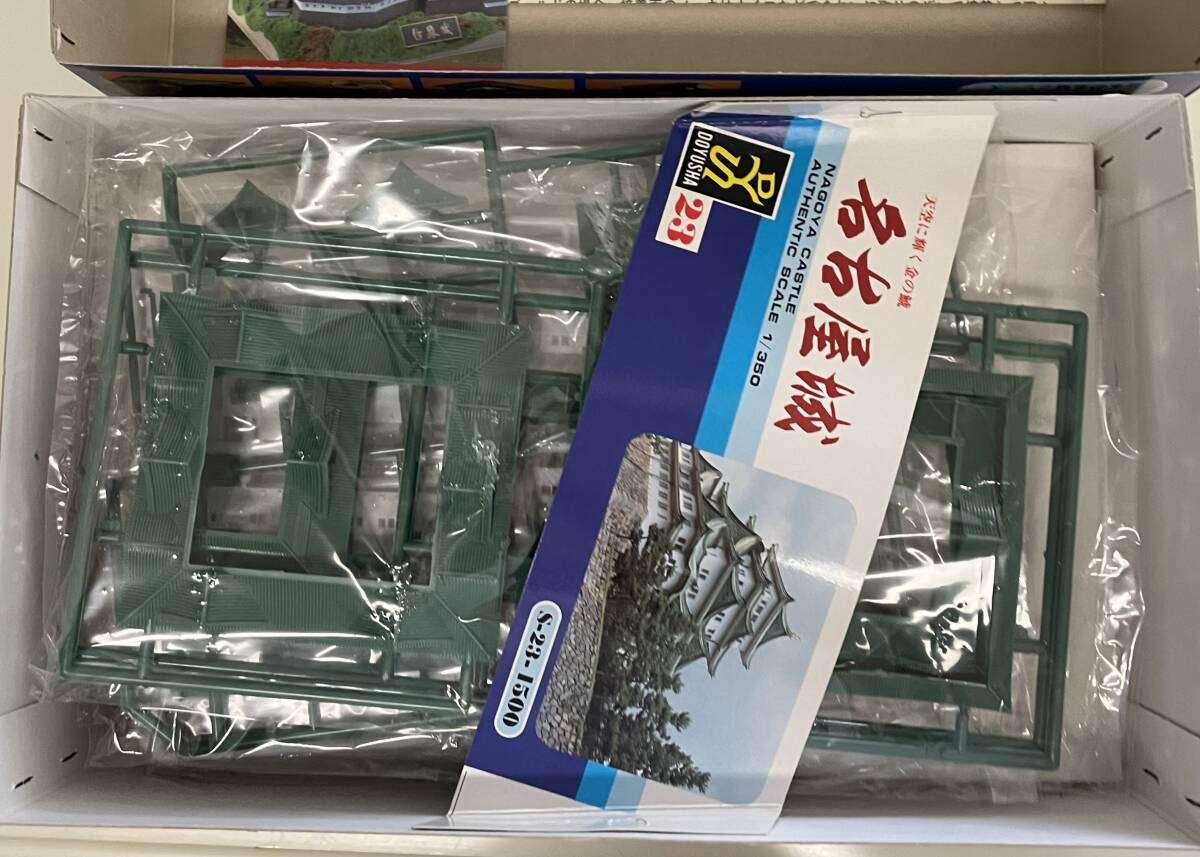 DOYUSHA
23
天空に輝く金の鯱
名古屋城
NAGOYA CASTLE
AUTHENTIC SCALE 1/350
S-23-1500